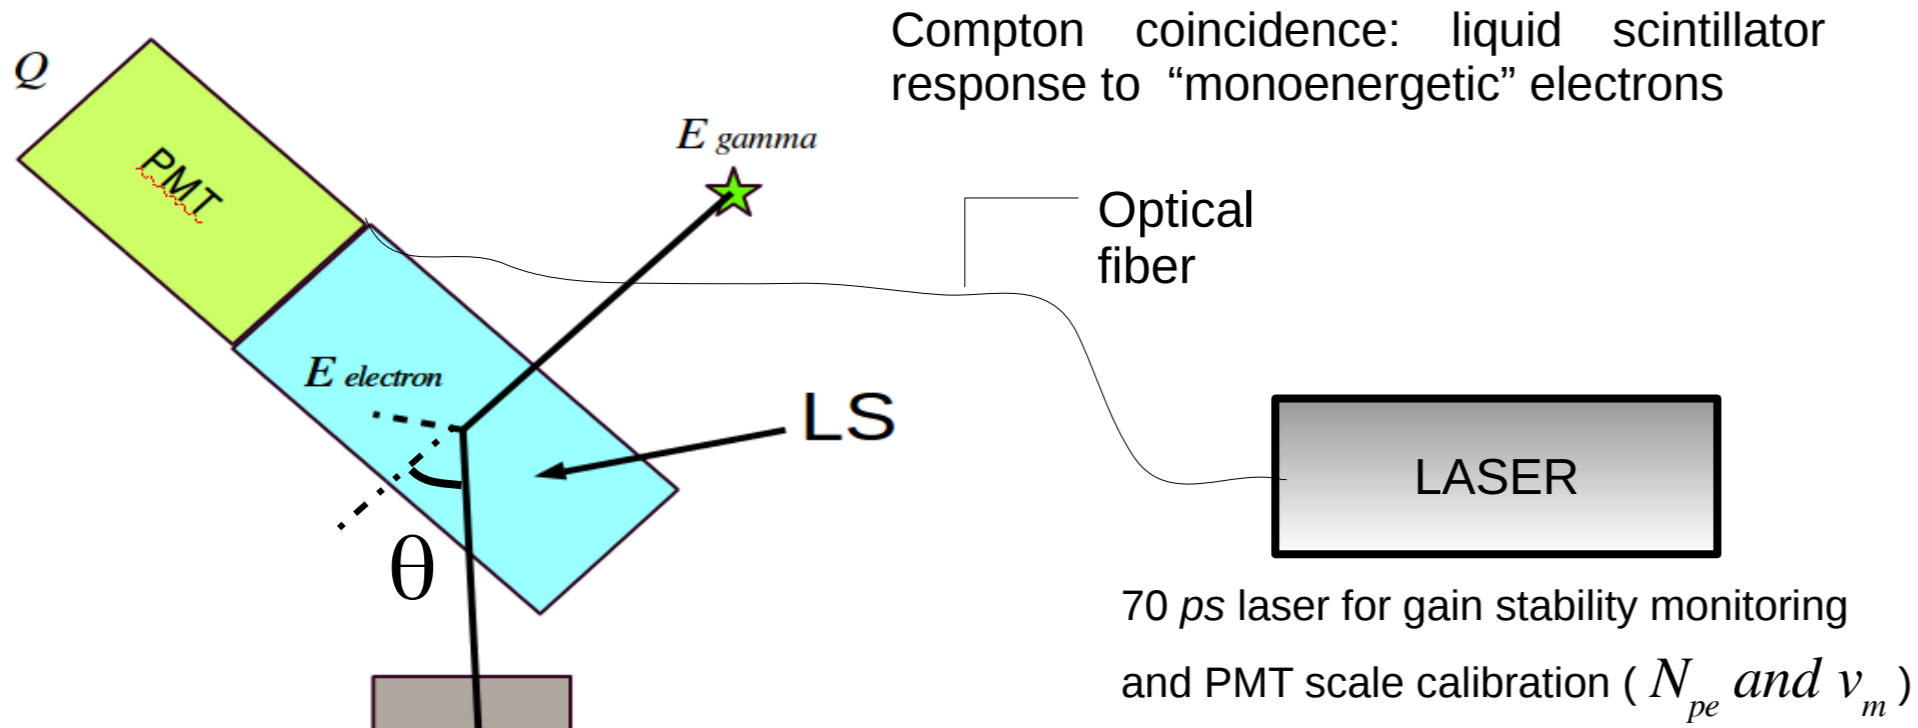 Compton coincidence: liquid scintillator
response to “monoenergetic” electrons
Q
PMT
E gamma
Optical
fiber
E electron
LS
LASER
θ
70 ps laser for gain stability monitoring
and PMT scale calibration ( N_pe and v_m )